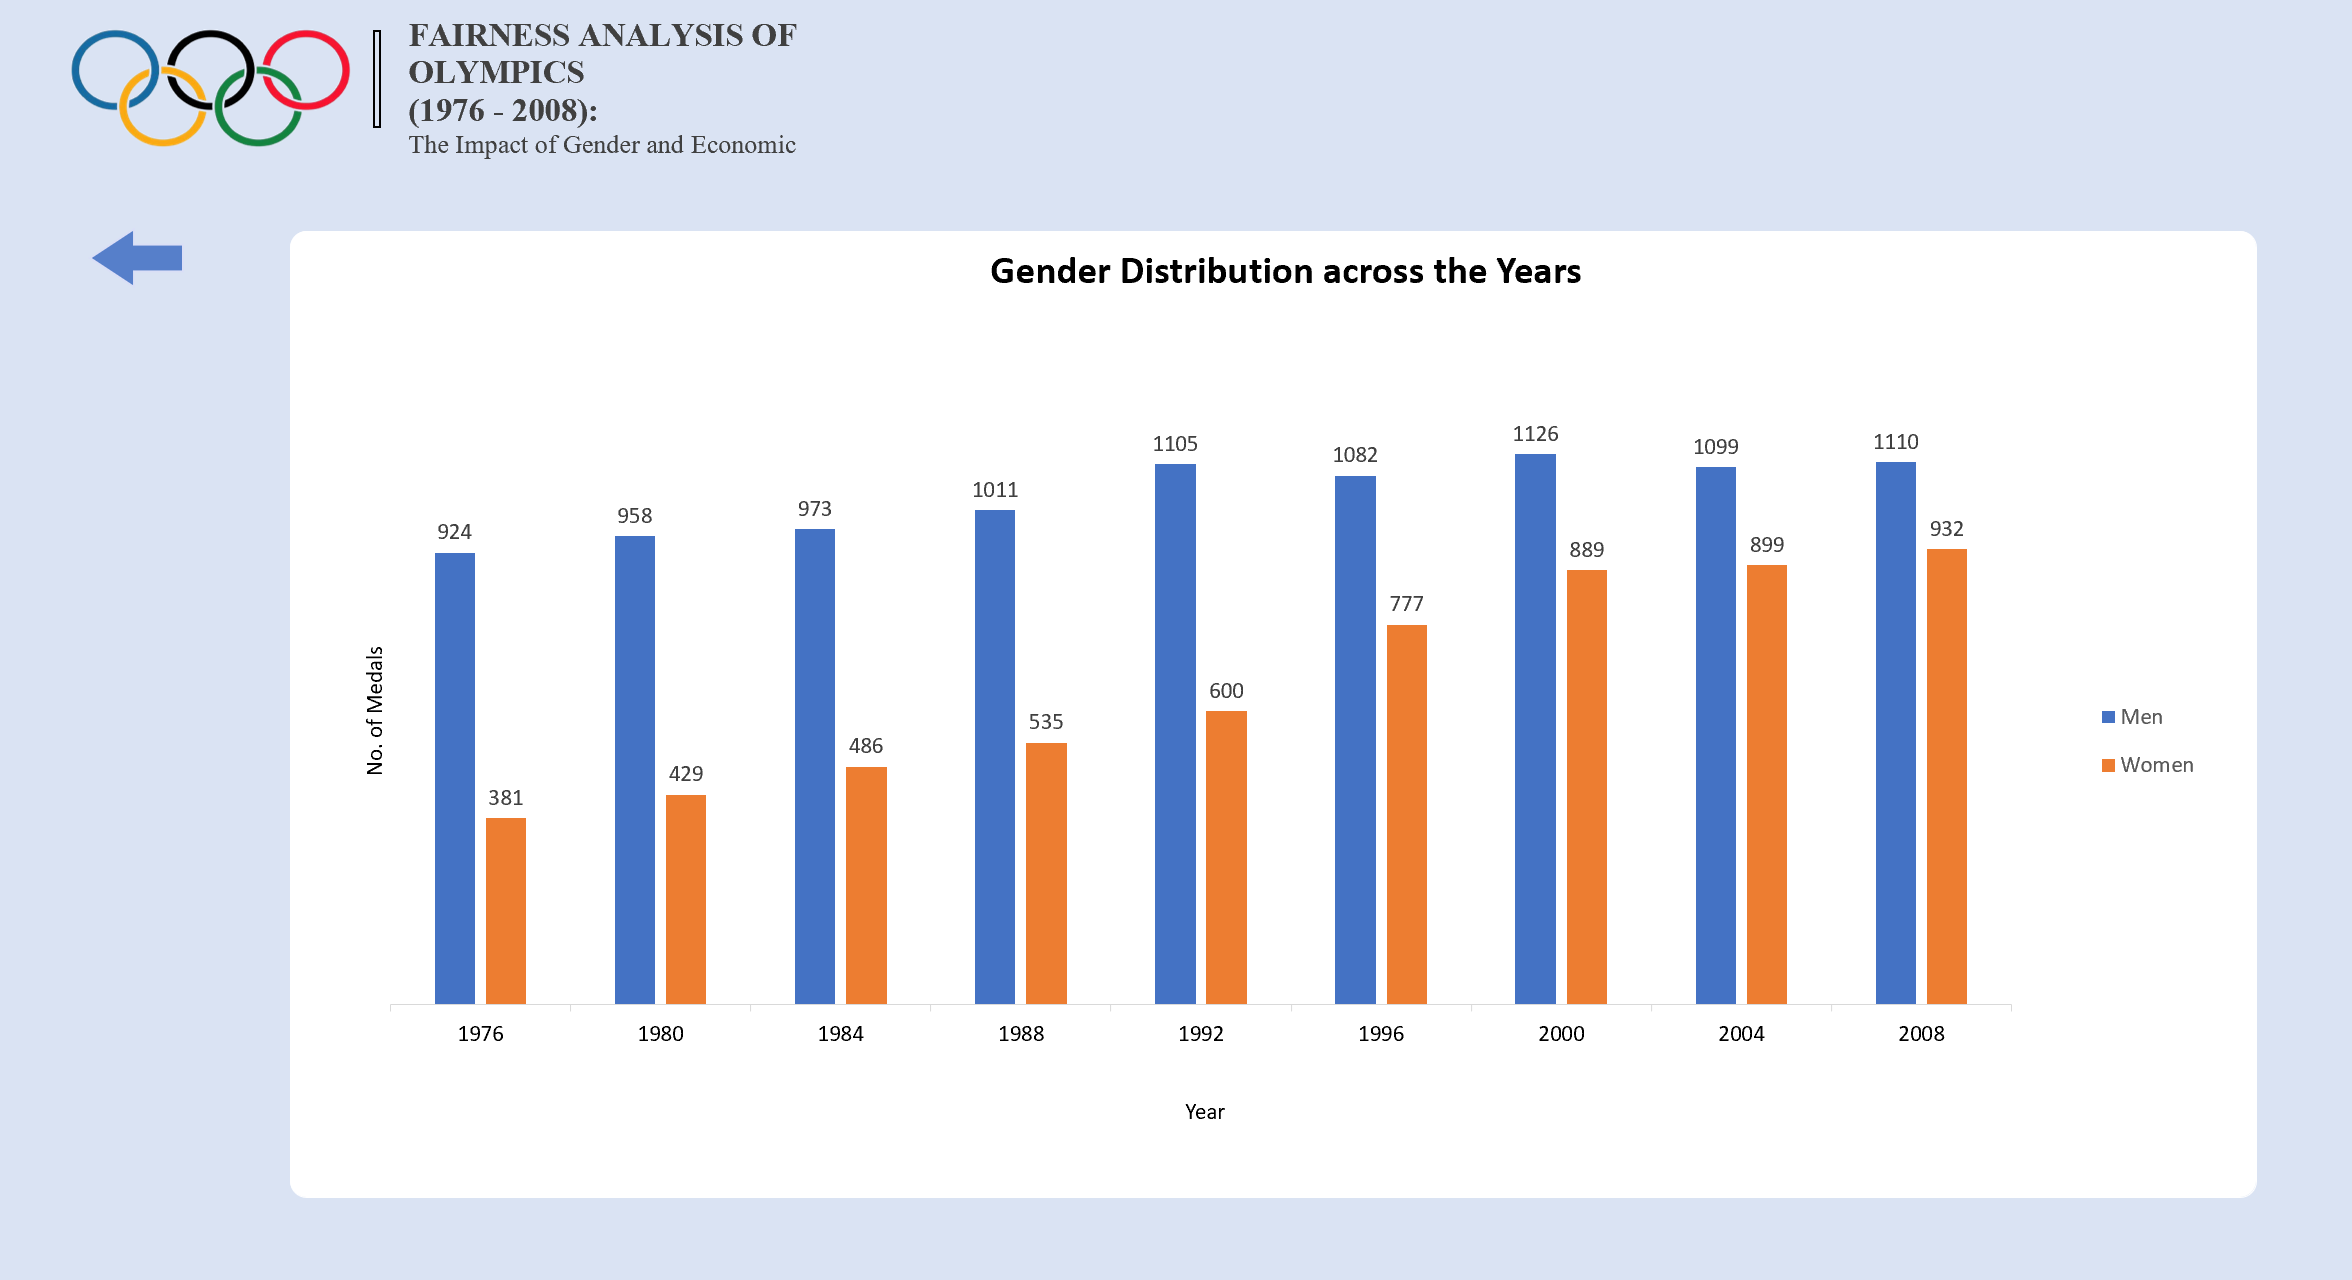 FAIRNESS ANALYSIS OF
OLYMPICS
(1976 - 2008):
The Impact of Gender and Economic
Gender Distribution across the Years
No. of Medals
924
381
958
429
973
486
1011
535
1105
600
1082
777
1126
889
1099
899
1110
932
Men
Women
1976 1980 1984 1988 1992 1996 2000 2004 2008
Year